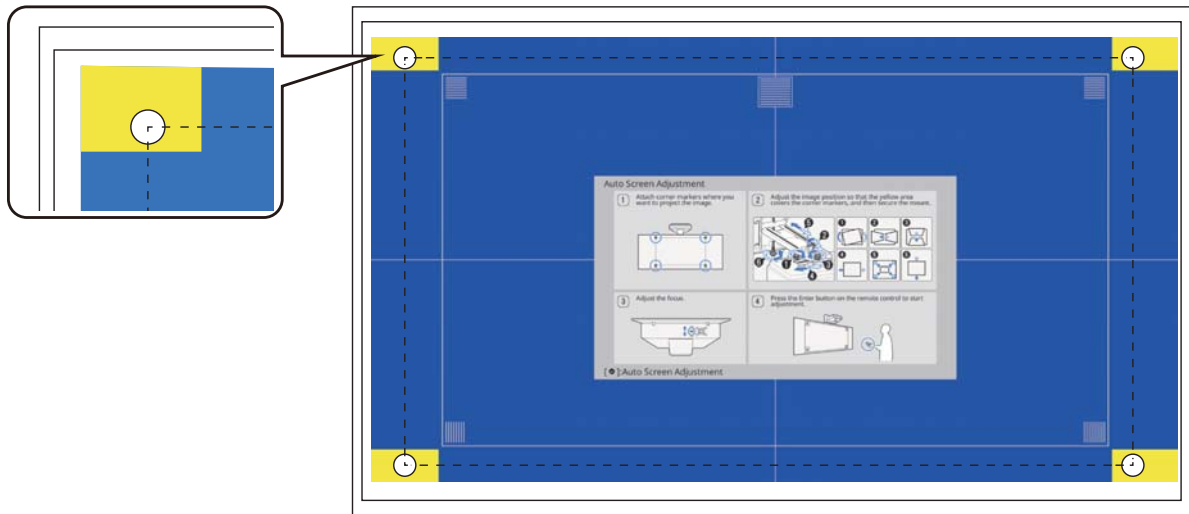 Auto Screen Adjustment
1 Attach corner markers where you
want to project the image.
2 Adjust the image position so that the yellow area
covers the corner markers, and then secure the mount.
3 Adjust the focus.
4 Press the Enter button on the remote control to start
adjustment.
[ ]:Auto Screen Adjustment